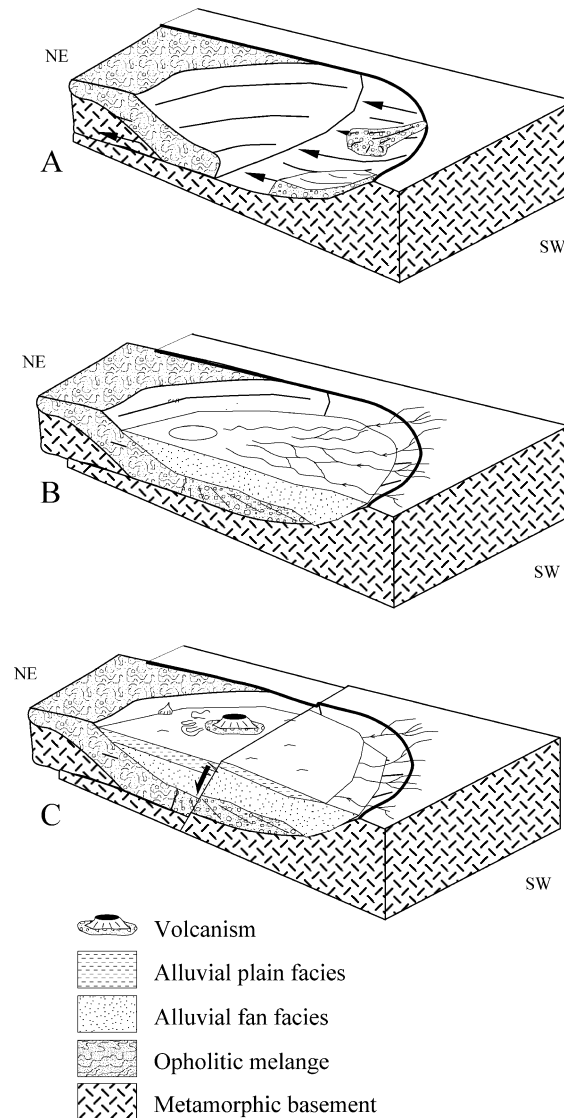 NE
A
SW
NE
B
SW
NE
C
SW
Volcanism
Alluvial plain facies
Alluvial fan facies
Opholitic melange
Metamorphic basement